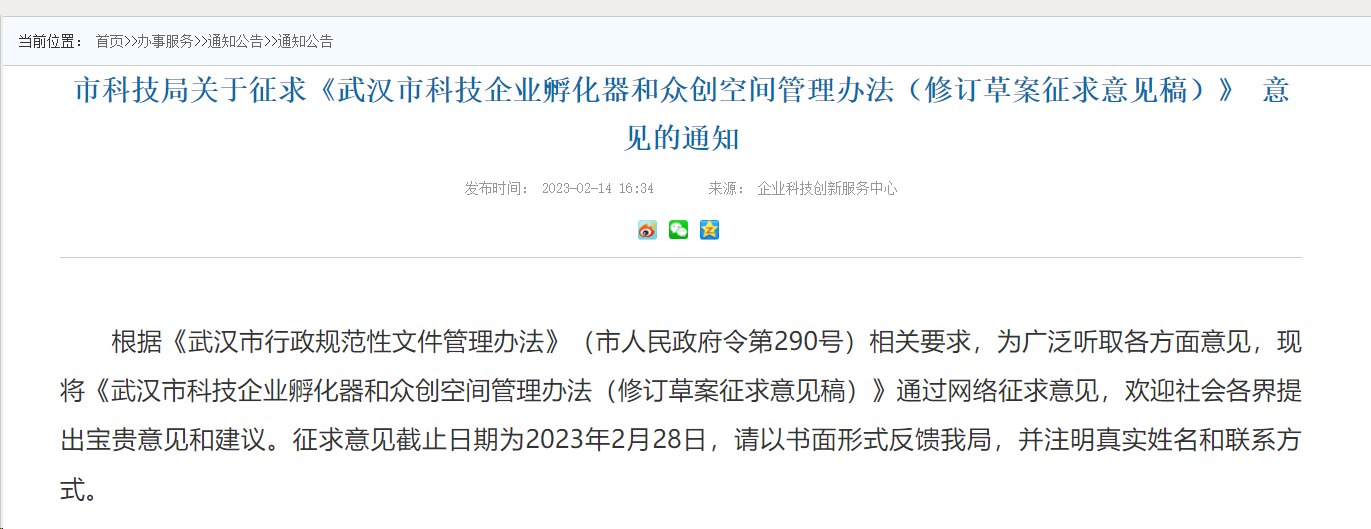 当前位置： 首页>>办事服务>>通知公告>>通知公告
市科技局关于征求《武汉市科技企业孵化器和众创空间管理办法（修订草案征求意见稿）》 意
见的通知
发布时间： 2023-02-14 16:34 来源： 企业科技创新服务中心
根据《武汉市行政规范性文件管理办法》（市人民政府令第290号）相关要求，为广泛听取各方面意见，现
将《武汉市科技企业孵化器和众创空间管理办法（修订草案征求意见稿）》通过网络征求意见，欢迎社会各界提
出宝贵意见和建议。征求意见截止日期为2023年2月28日，请以书面形式反馈我局，并注明真实姓名和联系方
式。